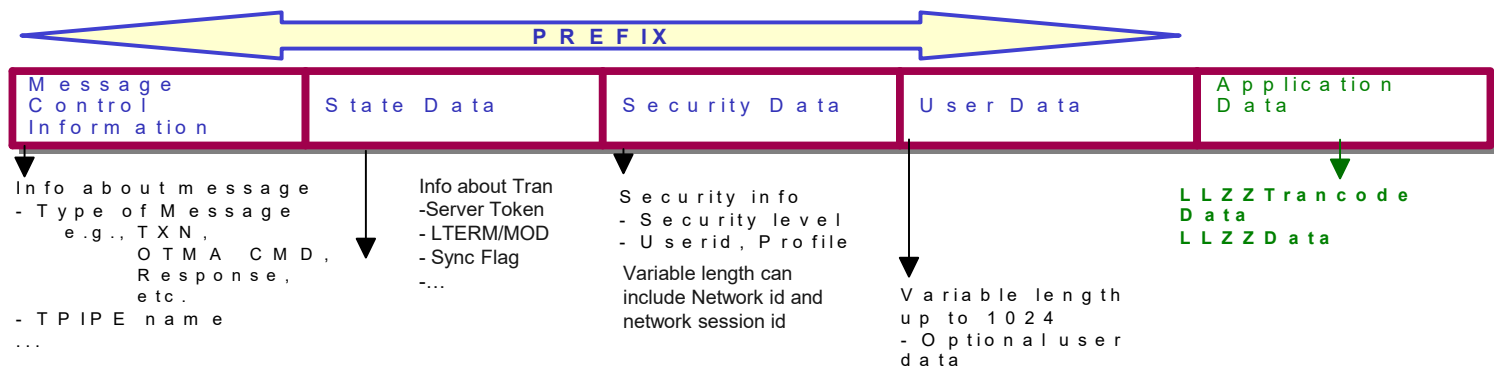 PREFIX
Message
Control
Information
State Data
Security Data
User Data
Application
Data
Info about message
- Type of Message
e.g., TXN,
OTMA CMD,
Response,
etc.
- TPIPE name
...
Info about Tran
-Server Token
- LTERM/MOD
- Sync Flag
-...
Security info
- Security level
- Userid, Profile
Variable length can
include Network id and
network session id
Variable length
up to 1024
- Optional user
data
LLZZTrancode
Data
LLZZData